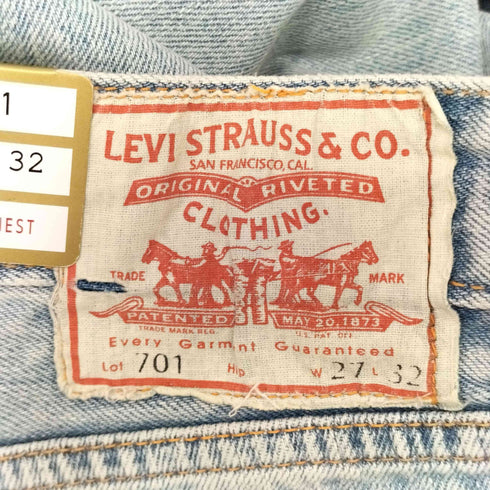 1
32
LEVI STRAUSS & CO.
SAN FRANCISCO, CAL.
ORIGINAL RIVETED
CLOTHING.
TRADE MARK
PATENTED MAY 20, 1873
TRADE MARK REG. U.S. PAT. OFF.
Every Garment Guaranteed
Lot 701 Hip W 27 L 32